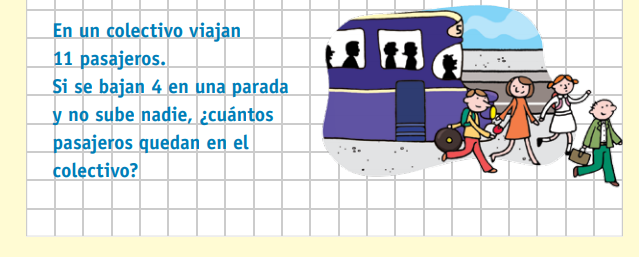 En un colectivo viajan
11 pasajeros.
Si se bajan 4 en una parada
y no sube nadie, ¿cuántos
pasajeros quedan en el
colectivo?
5